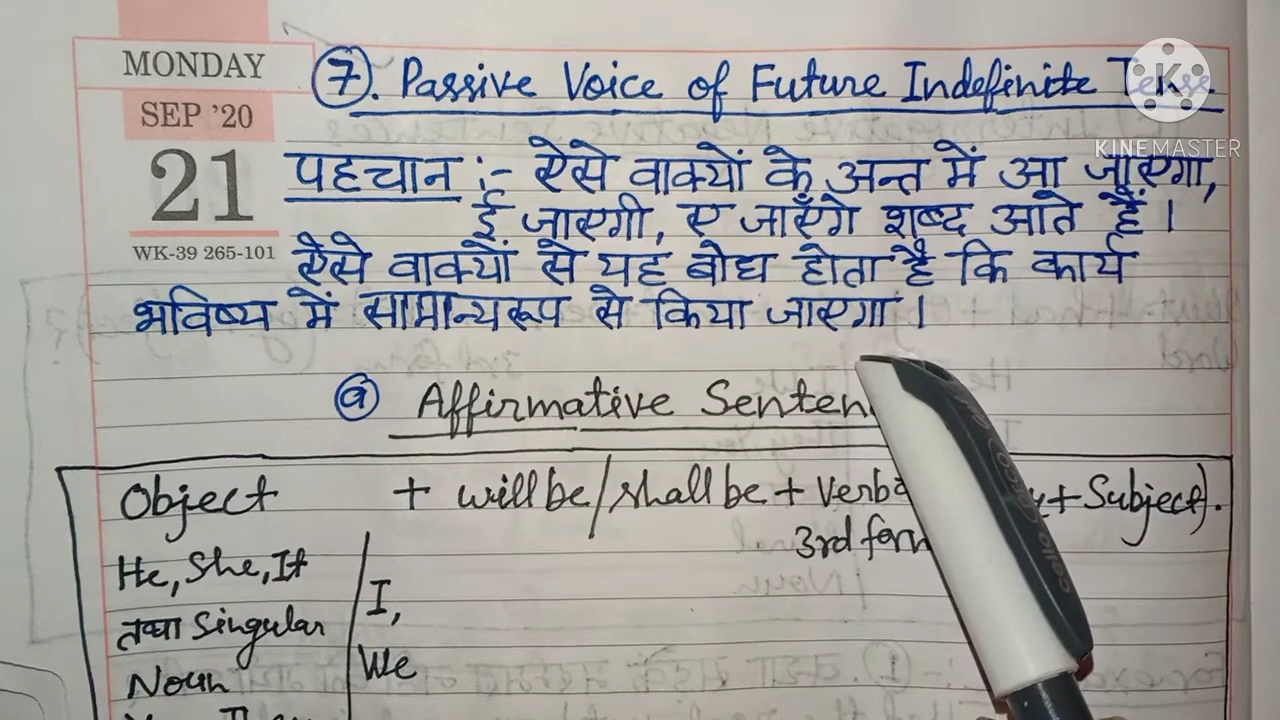 MONDAY
SEP '20
21
WK-39 265-101
7. Passive Voice of Future Indefinite Tense
पहचान :- ऐसे वाक्यों के अन्त में आ जाएगा,
ई जाएगी, ए जाएँगे शब्द आते हैं।
ऐसे वाक्यों से यह बोध होता है कि कार्य
भविष्य में सामान्यरूप से किया जाएगा।
KINEMASTER
a Affirmative
Object + will be/shall be + Verb + Subject).
3rd
He, She, It
तथा Singular
Noun
I,
We
cello